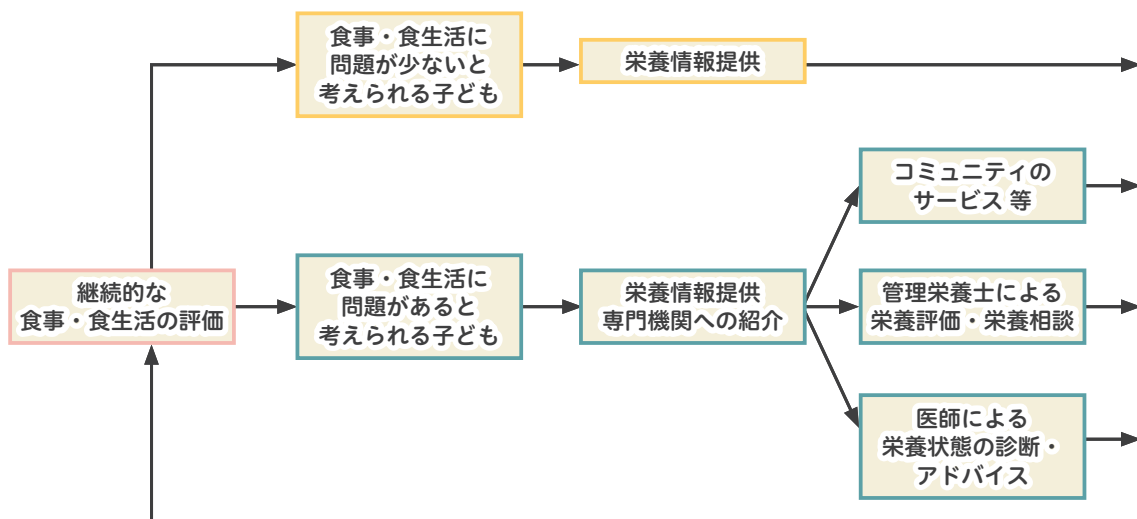 食事・食生活に
問題が少ないと
考えられる子ども
栄養情報提供
コミュニティの
サービス 等
継続的な
食事・食生活の評価
食事・食生活に
問題があると
考えられる子ども
栄養情報提供
専門機関への紹介
管理栄養士による
栄養評価・栄養相談
医師による
栄養状態の診断・
アドバイス